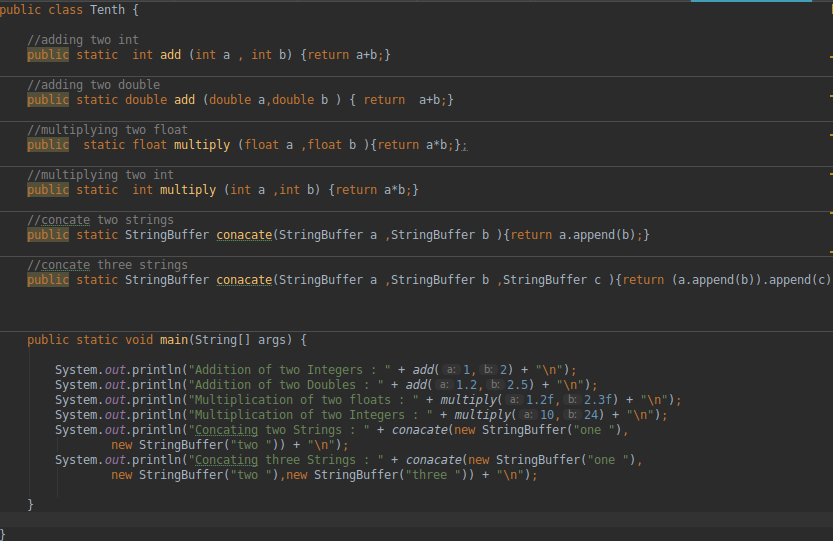 public class Tenth {
//adding two int
public static  int add (int a , int b) {return a+b;}
//adding two double
public static double add (double a,double b ) { return  a+b;}
//multiplying two float
public  static float multiply (float a ,float b ){return a*b;};
//multiplying two int
public static  int multiply (int a ,int b) {return a*b;}
//concate two strings
public static StringBuffer conacate(StringBuffer a ,StringBuffer b ){return a.append(b);}
//concate three strings
public static StringBuffer conacate(StringBuffer a ,StringBuffer b ,StringBuffer c ){return (a.append(b)).append(c)
public static void main(String[] args) {
System.out.println("Addition of two Integers : " + add( a: 1, b: 2) + "\n");
System.out.println("Addition of two Doubles : " + add( a: 1.2, b: 2.5) + "\n");
System.out.println("Multiplication of two floats : " + multiply( a: 1.2f, b: 2.3f) + "\n");
System.out.println("Multiplication of two Integers : " + multiply( a: 10, b: 24) + "\n");
System.out.println("Concating two Strings : " + conacate(new StringBuffer("one "),
new StringBuffer("two ")) + "\n");
System.out.println("Concating three Strings : " + conacate(new StringBuffer("one "),
new StringBuffer("two "),new StringBuffer("three ")) + "\n");
}
}